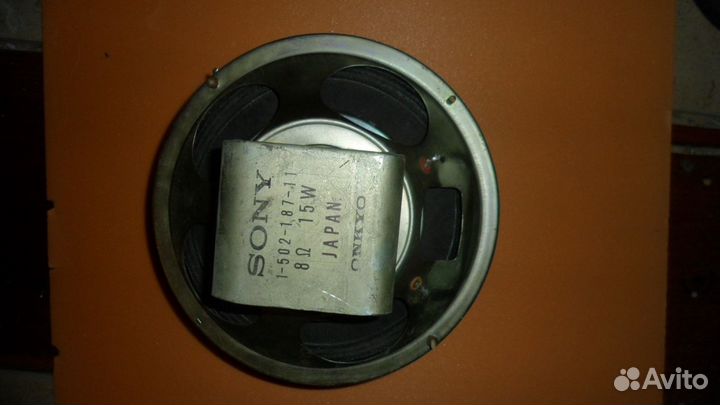 SONY
1-502-187-11
8Ω 15W
JAPAN.
ONKYO
Avito